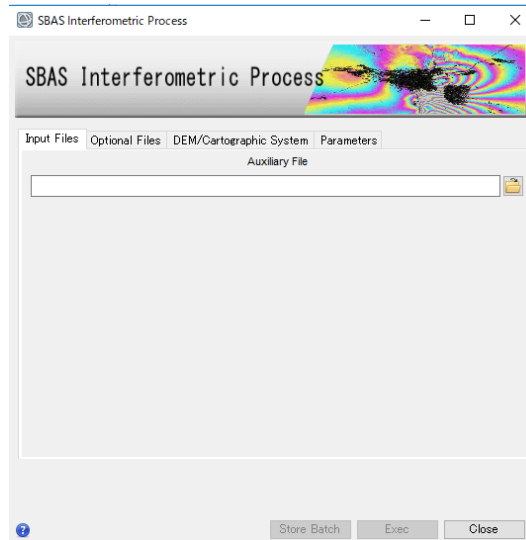 SBAS Interferometric Process
SBAS Interferometric Process
Input Files Optional Files DEM/Cartographic System Parameters
Auxiliary File
? Store Batch Exec Close